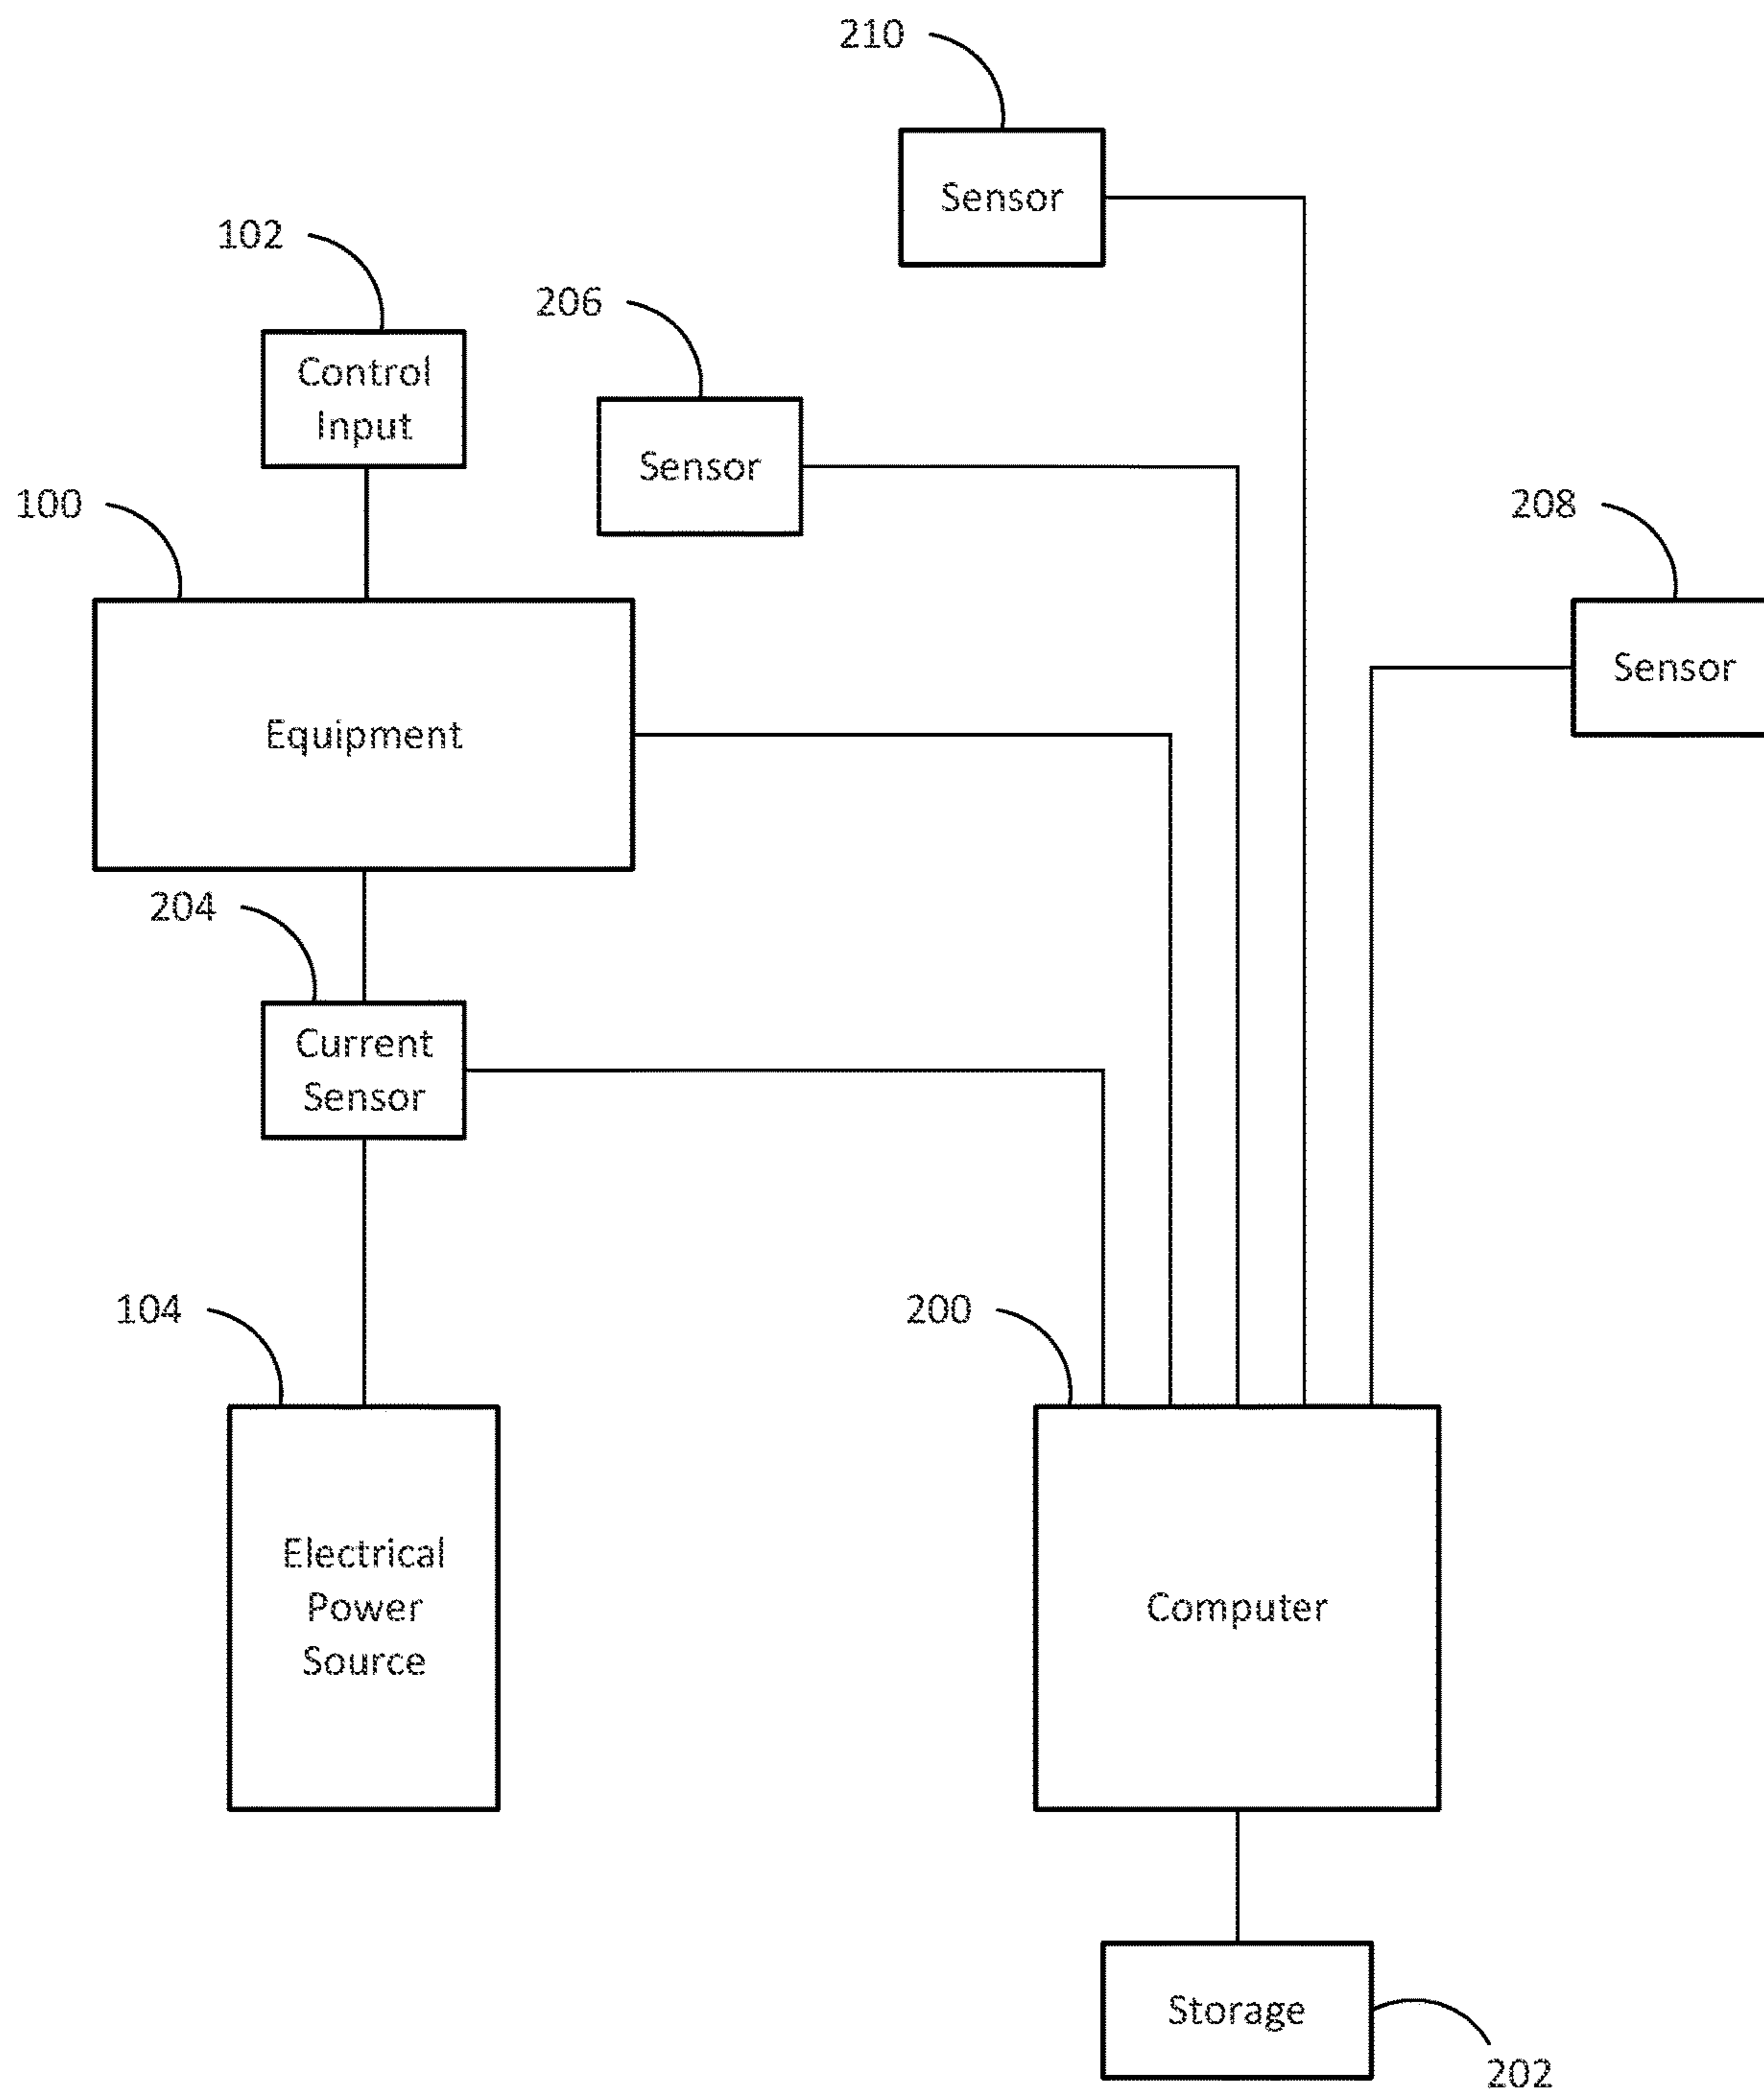 210
Sensor
102
206
Control
Input
Sensor
100
208
Sensor
Equipment
204
Current
Sensor
104
200
Electrical
Power
Source
Computer
Storage
202